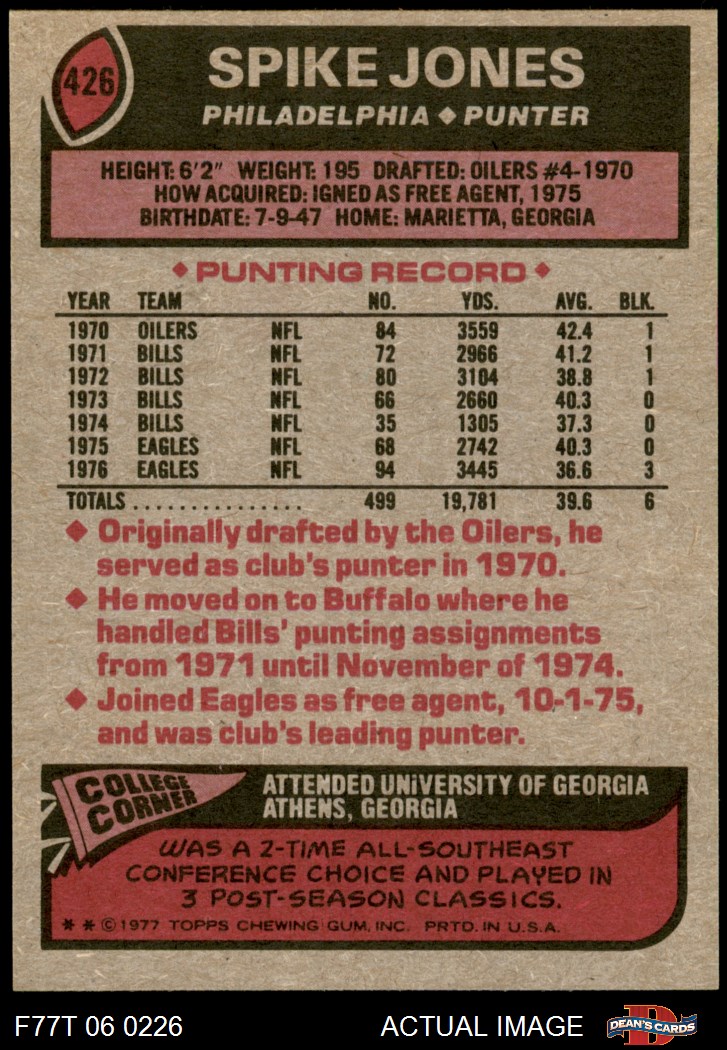 426
SPIKE JONES
PHILADELPHIA ◆ PUNTER
HEIGHT: 6'2" WEIGHT: 195 DRAFTED: OILERS #4-1970
HOW ACQUIRED: IGNED AS FREE AGENT, 1975
BIRTHDATE: 7-9-47 HOME: MARIETTA, GEORGIA
◆ PUNTING RECORD ◆
YEAR TEAM NO. YDS. AVG. BLK.
1970 OILERS NFL 84 3559 42.4 1
1971 BILLS NFL 72 2966 41.2 1
1972 BILLS NFL 80 3104 38.8 1
1973 BILLS NFL 66 2660 40.3 0
1974 BILLS NFL 35 1305 37.3 0
1975 EAGLES NFL 68 2742 40.3 0
1976 EAGLES NFL 94 3445 36.6 3
TOTALS ................ 499 19,781 39.6 6
◆ Originally drafted by the Oilers, he
served as club's punter in 1970.
◆ He moved on to Buffalo where he
handled Bills' punting assignments
from 1971 until November of 1974.
◆ Joined Eagles as free agent, 10-1-75,
and was club's leading punter.
COLLEGE
CORNER
ATTENDED UNiVERSITY OF GEORGIA
ATHENS, GEORGIA
WAS A 2-TIME ALL-SOUTHEAST
CONFERENCE CHOICE AND PLAYED IN
3 POST-SEASON CLASSICS.
* * © 1977 TOPPS CHEWING GUM, INC. PRTD. IN U.S.A.
F77T 06 0226 ACTUAL IMAGE
DEAN'S CARDS